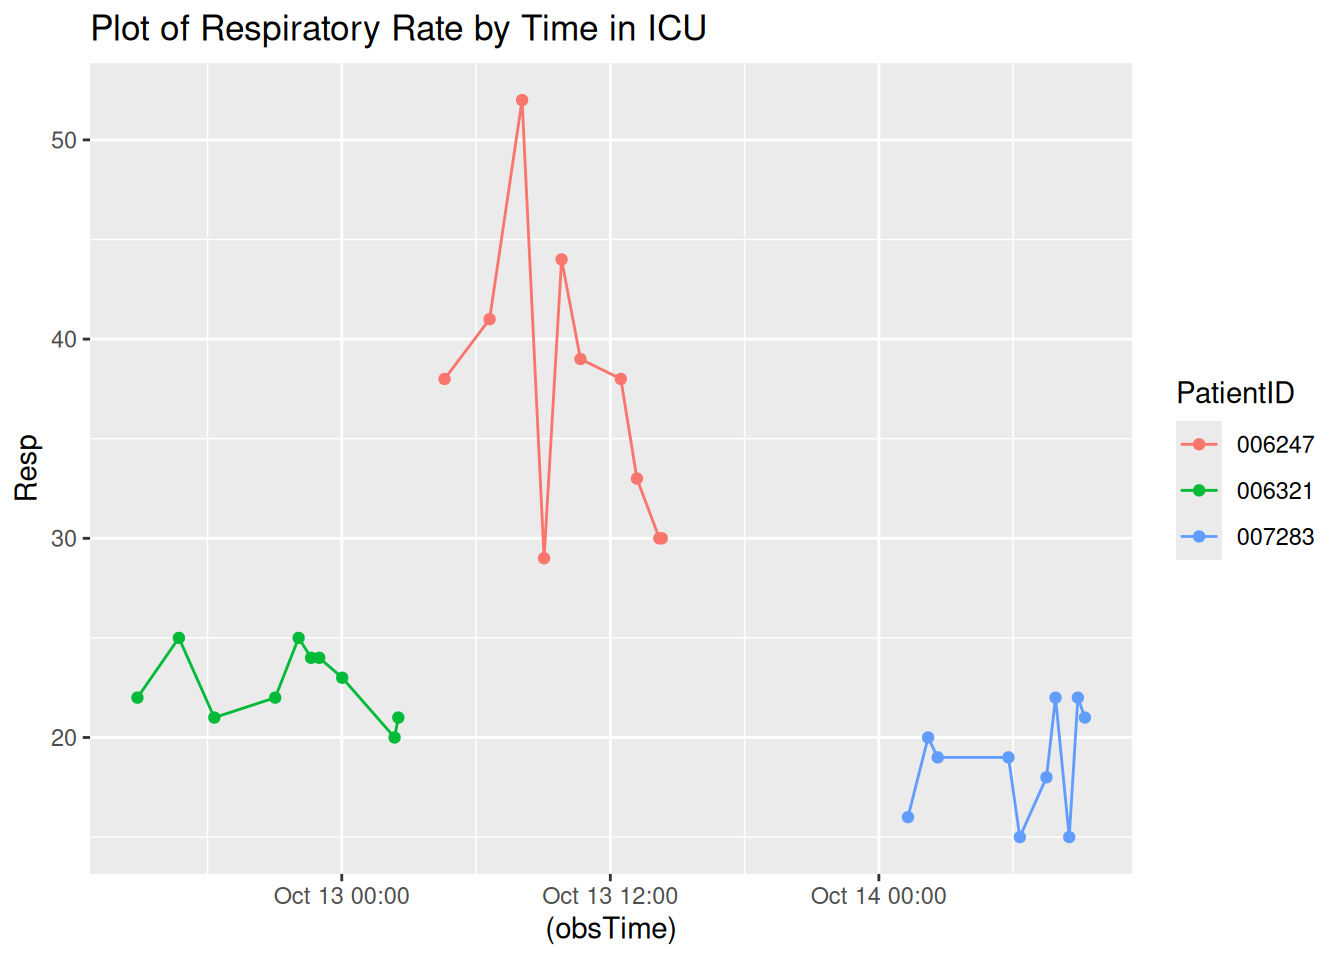 Plot of Respiratory Rate by Time in ICU
50
40
30
20
Resp
Oct 13 00:00
Oct 13 12:00
Oct 14 00:00
(obsTime)
PatientID
006247
006321
007283